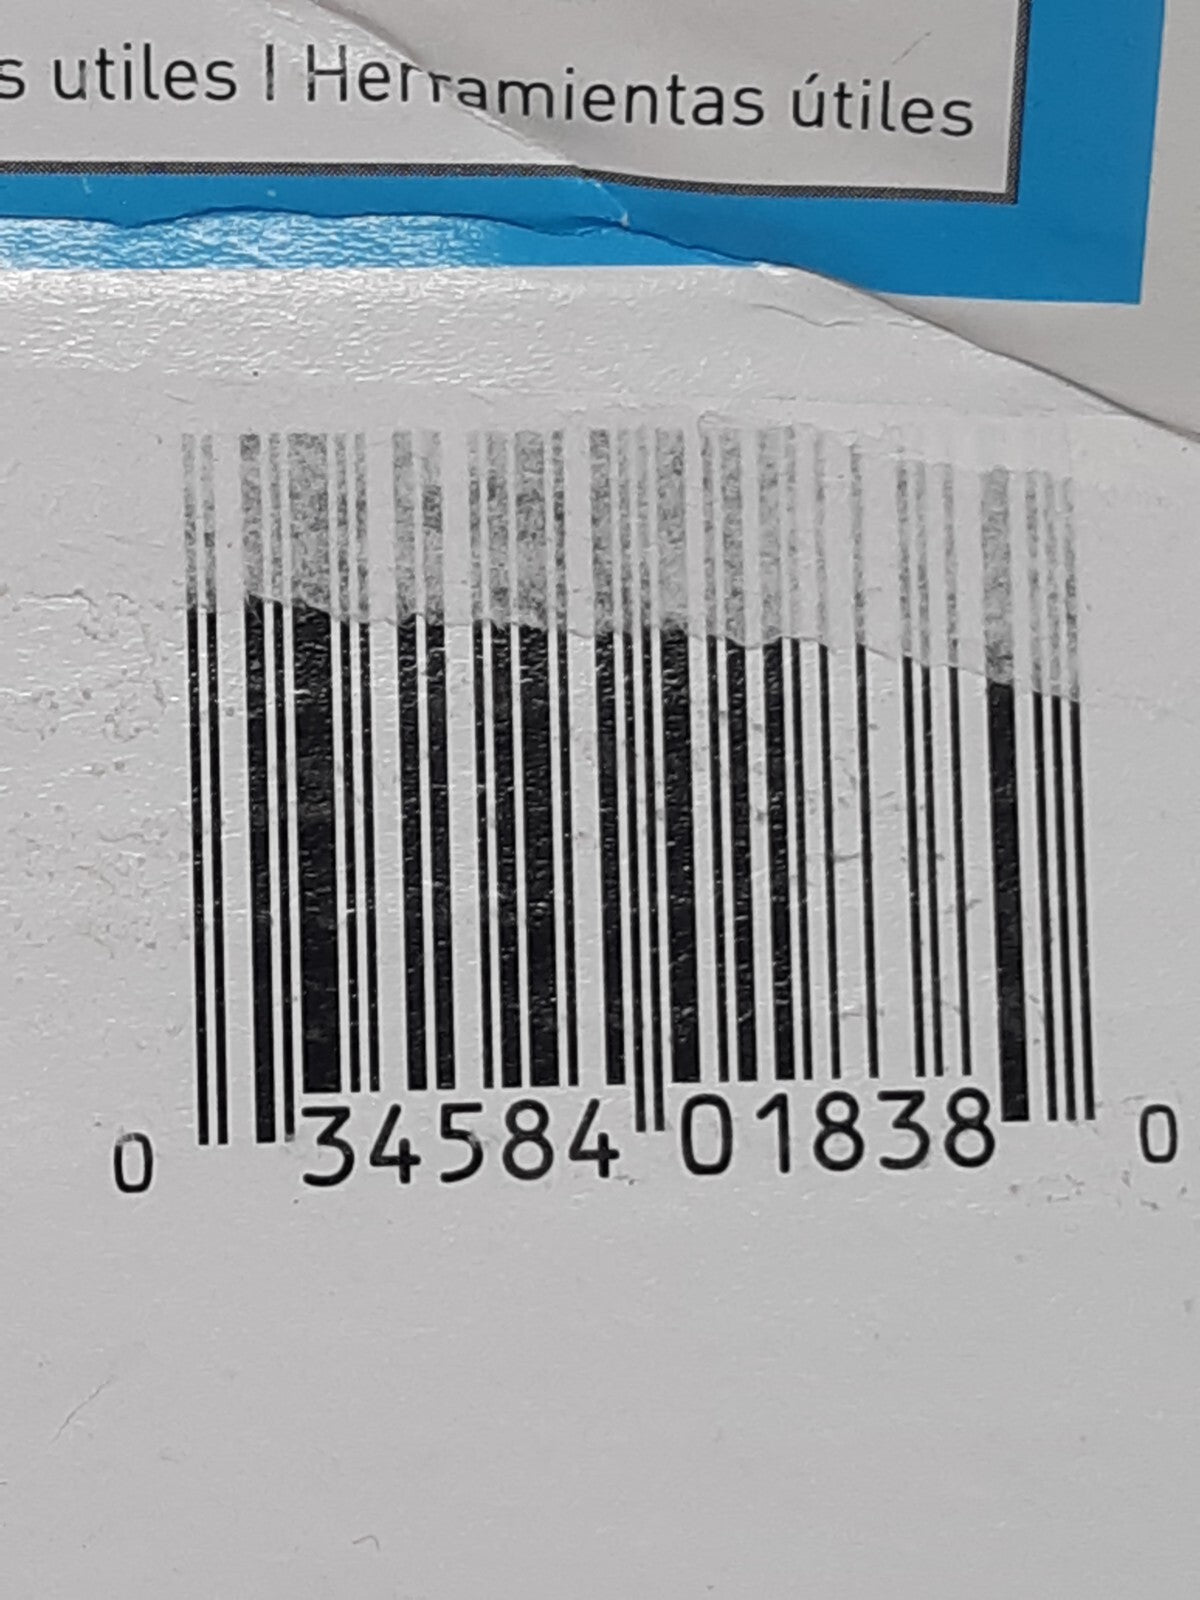 s utiles | Herramientas útiles
0 34584 01838 0